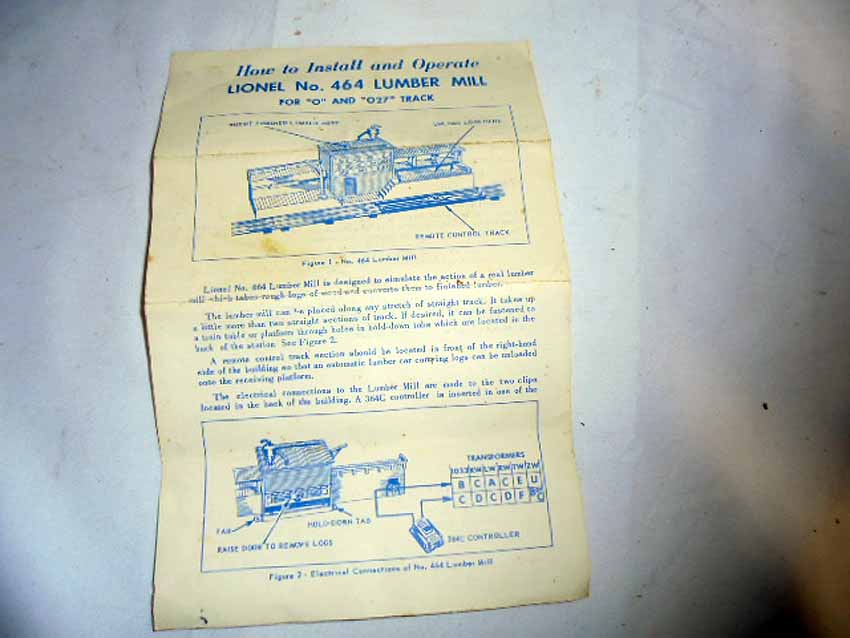 How to Install and Operate
LIONEL No. 464 LUMBER MILL
FOR "O" AND "O27" TRACK
REMOTE CONTROL TRACK
Figure 1 - No. 464 Lumber Mill
Lionel No. 464 Lumber Mill is designed to simulate the action of a real lumber
mill which takes rough logs of wood and converts them to finished lumber.
The lumber mill can be placed along any stretch of straight track. It takes up
a little more than two straight sections of track. If desired, it can be fastened to
a train table or platform through holes in hold-down tabs which are located in the
back of the station. See Figure 2.
A remote control track section should be located in front of the right-hand
side of the building so that an automatic lumber car carrying logs can be unloaded
onto the receiving platform.
The electrical connections to the Lumber Mill are made to the two clips
located in the back of the building. A 364C controller is inserted in one of the
TRANSFORMERS
1033 KW LW RW TW ZW
B C A C E U
C D C D F
TAB
HOLD-DOWN TAB
RAISE DOOR TO REMOVE LOGS
364C CONTROLLER
Figure 2 - Electrical Connections of No. 464 Lumber Mill